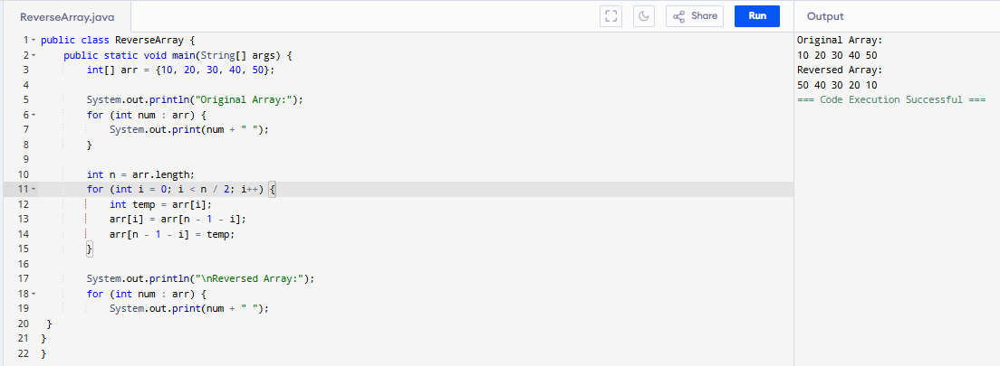 ReverseArray.java
Share
Run
Output
1 public class ReverseArray {
2     public static void main(String[] args) {
3         int[] arr = {10, 20, 30, 40, 50};
4
5         System.out.println("Original Array:");
6         for (int num : arr) {
7             System.out.print(num + " ");
8         }
9
10         int n = arr.length;
11         for (int i = 0; i < n / 2; i++) {
12             int temp = arr[i];
13             arr[i] = arr[n - 1 - i];
14             arr[n - 1 - i] = temp;
15         }
16
17         System.out.println("\nReversed Array:");
18         for (int num : arr) {
19             System.out.print(num + " ");
20  }
21 }
22 }
Original Array:
10 20 30 40 50
Reversed Array:
50 40 30 20 10
=== Code Execution Successful ===